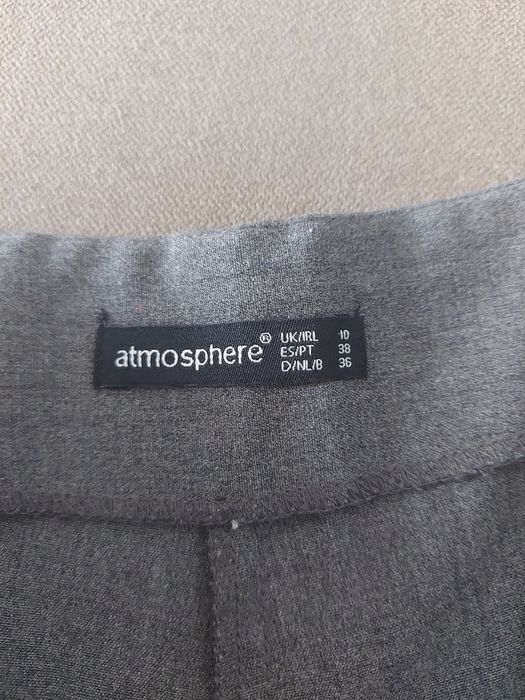 atmosphere®
UK/IRL 10
ES/PT 38
D/NL/B 36